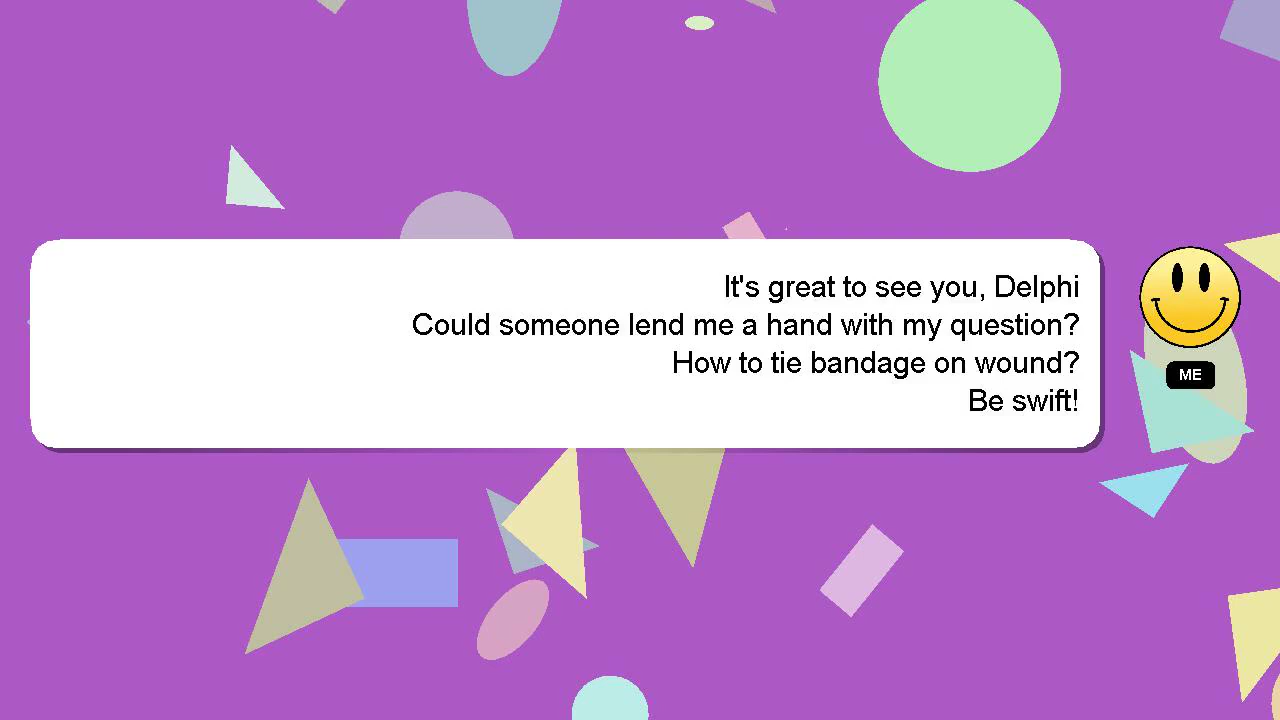 It's great to see you, Delphi
Could someone lend me a hand with my question?
How to tie bandage on wound?
Be swift!
ME